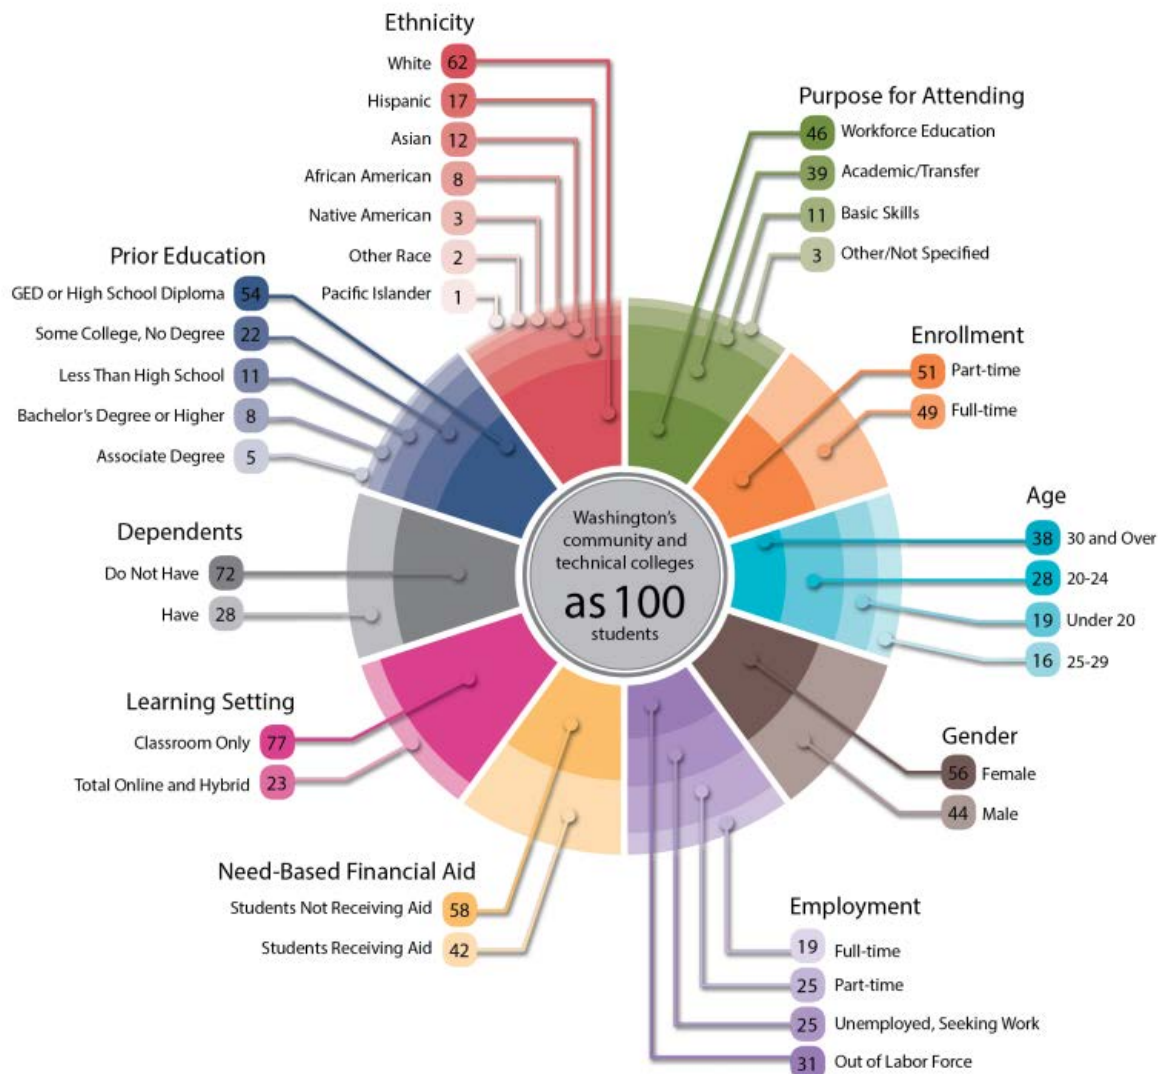 Ethnicity
White 62
Hispanic 17
Asian 12
African American 8
Native American 3
Other Race 2
Pacific Islander 1
Purpose for Attending
46 Workforce Education
39 Academic/Transfer
11 Basic Skills
3 Other/Not Specified
Prior Education
GED or High School Diploma 54
Some College, No Degree 22
Less Than High School 11
Bachelor's Degree or Higher 8
Associate Degree 5
Enrollment
51 Part-time
49 Full-time
Washington's
community and
technical colleges
as 100
students
Dependents
Do Not Have 72
Have 28
Age
38 30 and Over
28 20-24
19 Under 20
16 25-29
Learning Setting
Classroom Only 77
Total Online and Hybrid 23
Gender
56 Female
44 Male
Need-Based Financial Aid
Students Not Receiving Aid 58
Students Receiving Aid 42
Employment
19 Full-time
25 Part-time
25 Unemployed, Seeking Work
31 Out of Labor Force